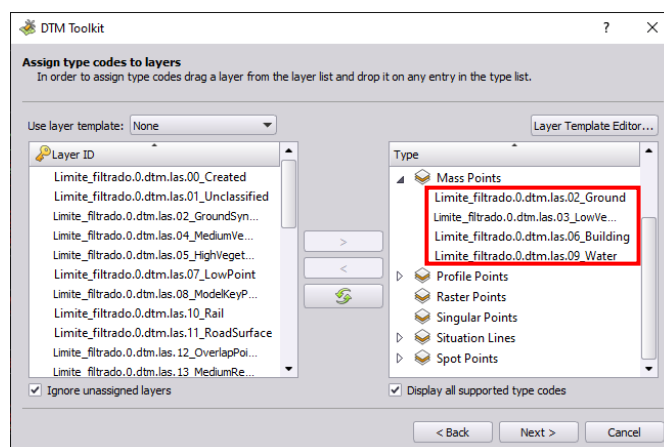 DTM Toolkit
Assign type codes to layers
In order to assign type codes drag a layer from the layer list and drop it on any entry in the type list.
Use layer template: None
Layer Template Editor...
Layer ID
Limite_filtrado.0.dtm.las.00_Created
Limite_filtrado.0.dtm.las.01_Unclassified
Limite_filtrado.0.dtm.las.02_GroundSyn...
Limite_filtrado.0.dtm.las.04_MediumVe...
Limite_filtrado.0.dtm.las.05_HighVeget...
Limite_filtrado.0.dtm.las.07_LowPoint
Limite_filtrado.0.dtm.las.08_ModelKeyP...
Limite_filtrado.0.dtm.las.10_Rail
Limite_filtrado.0.dtm.las.11_RoadSurface
Limite_filtrado.0.dtm.las.12_OverlapPoi...
Limite_filtrado.0.dtm.las.13_MediumRe...
>
<
Type
Mass Points
Limite_filtrado.0.dtm.las.02_Ground
Limite_filtrado.0.dtm.las.03_LowVe...
Limite_filtrado.0.dtm.las.06_Building
Limite_filtrado.0.dtm.las.09_Water
Profile Points
Raster Points
Singular Points
Situation Lines
Spot Points
Ignore unassigned layers
Display all supported type codes
< Back
Next >
Cancel